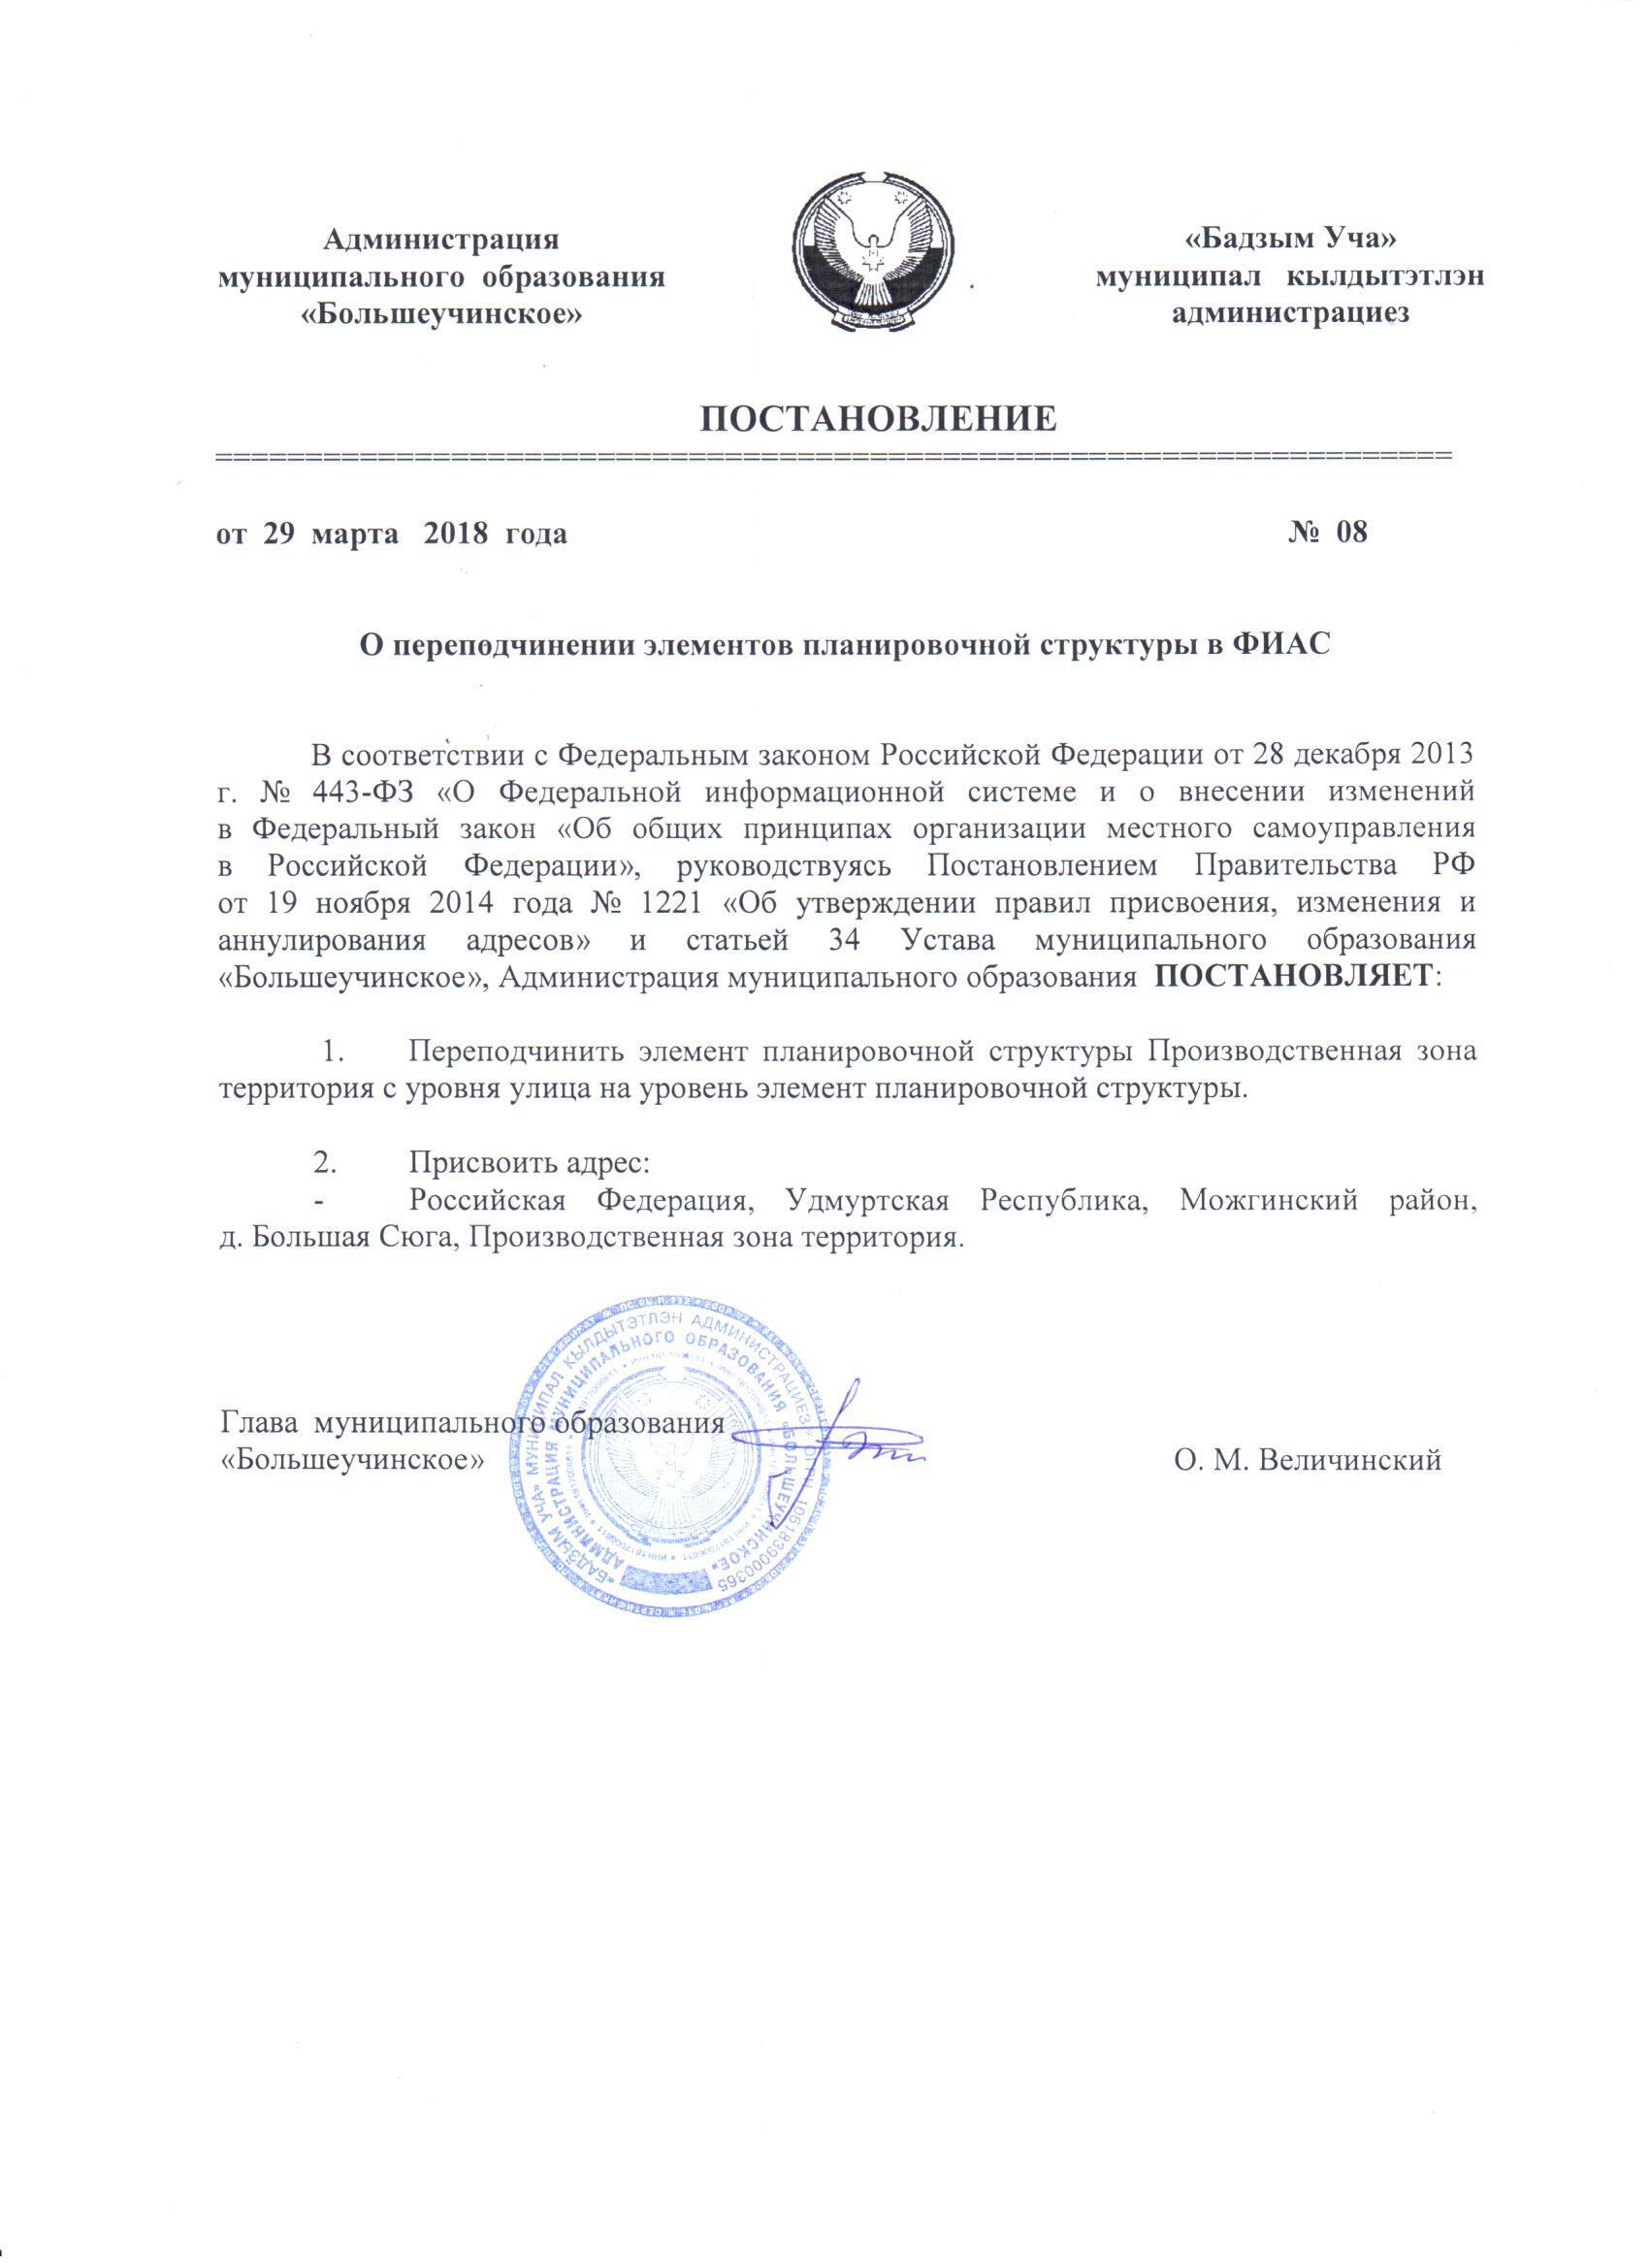 Администрация
муниципального образования
«Большеучинское»
«Бадзым Уча»
муниципал кылдытэтлэн
администрациез
ПОСТАНОВЛЕНИЕ
от 29 марта 2018 года № 08
О переподчинении элементов планировочной структуры в ФИАС
В соответствии с Федеральным законом Российской Федерации от 28 декабря 2013
г. № 443-ФЗ «О Федеральной информационной системе и о внесении изменений
в Федеральный закон «Об общих принципах организации местного самоуправления
в Российской Федерации», руководствуясь Постановлением Правительства РФ
от 19 ноября 2014 года № 1221 «Об утверждении правил присвоения, изменения и
аннулирования адресов» и статьей 34 Устава муниципального образования
«Большеучинское», Администрация муниципального образования ПОСТАНОВЛЯЕТ:
1. Переподчинить элемент планировочной структуры Производственная зона
территория с уровня улица на уровень элемент планировочной структуры.
2. Присвоить адрес:
- Российская Федерация, Удмуртская Республика, Можгинский район,
д. Большая Сюга, Производственная зона территория.
Глава муниципального образования
«Большеучинское» О. М. Величинский
«БАДЗЫМ УЧА» МУНИЦИПАЛ КЫЛДЫТЭТЛЭН АДМИНИСТРАЦИЕЗ * ОГРН 1061839000365
АДМИНИСТРАЦИЯ МУНИЦИПАЛЬНОГО ОБРАЗОВАНИЯ «БОЛЬШЕУЧИНСКОЕ»